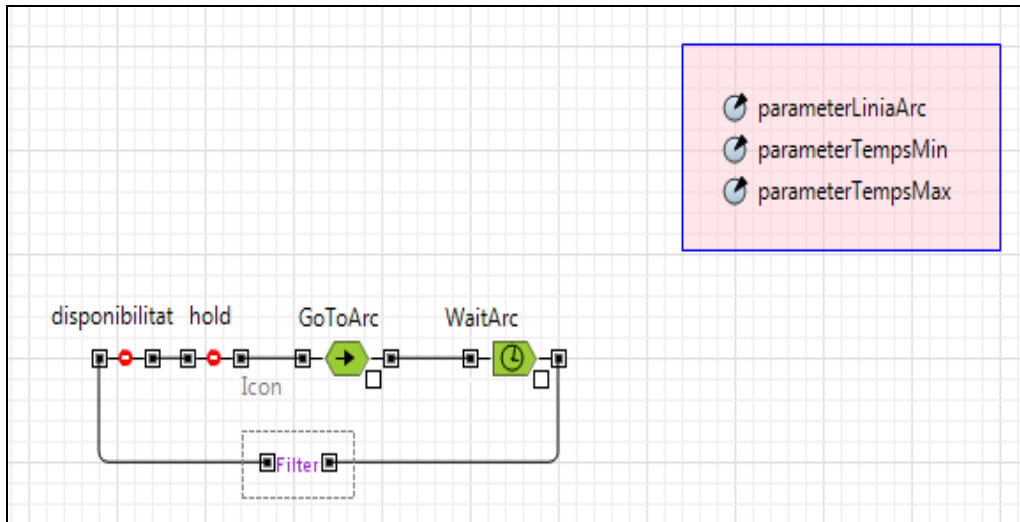 parameterLiniaArc
parameterTempsMin
parameterTempsMax
disponibilitat hold GoToArc WaitArc
Icon
Filter